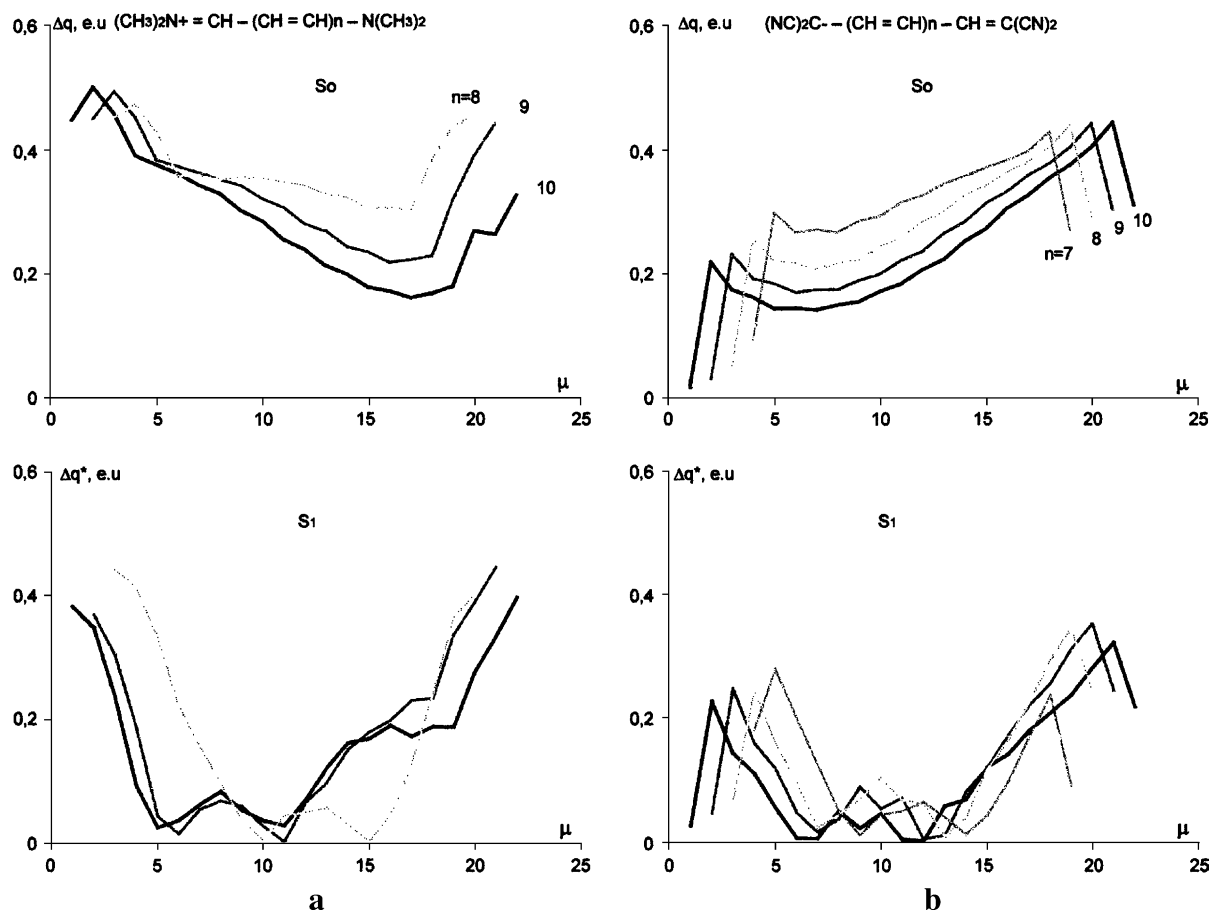 Δq, e.u (CH3)2N+ = CH – (CH = CH)n – N(CH3)2
0,6
So
n=8
9
0,4
10
0,2
μ
0
0 5 10 15 20 25
Δq, e.u (NC)2C- – (CH = CH)n – CH = C(CN)2
0,6
So
0,4
0,2
n=7 8 9 10
μ
0
0 5 10 15 20 25
0,6
Δq*, e.u
S1
0,4
0,2
μ
0
0 5 10 15 20 25
a
0,6
Δq*, e.u
S1
0,4
0,2
μ
0
0 5 10 15 20 25
b